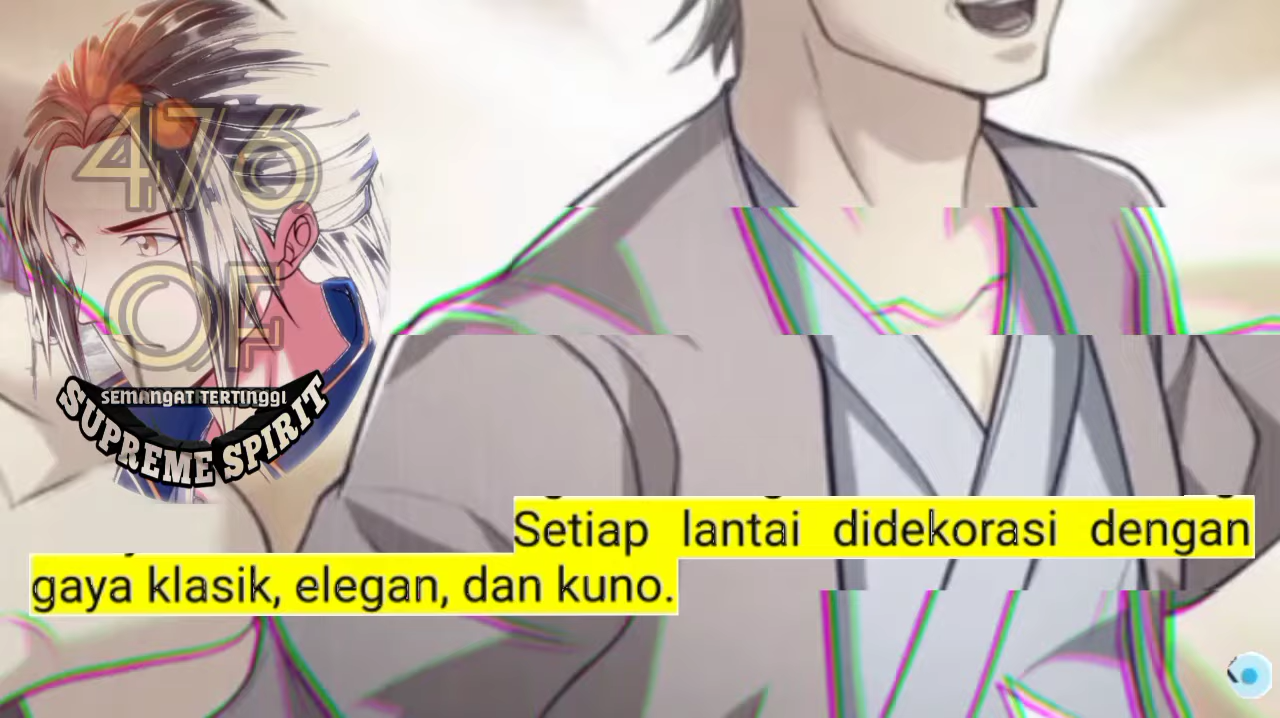 476
OF
SEMANGAT TERTINGGI
SUPREME SPIRIT
Setiap lantai didekorasi dengan
gaya klasik, elegan, dan kuno.